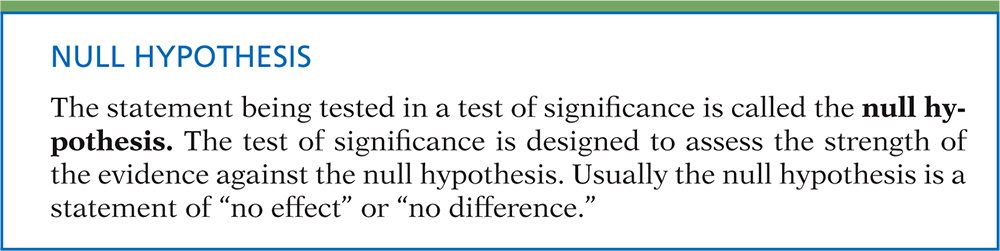 NULL HYPOTHESIS
The statement being tested in a test of significance is called the null hy-
pothesis. The test of significance is designed to assess the strength of
the evidence against the null hypothesis. Usually the null hypothesis is a
statement of “no effect” or “no difference.”